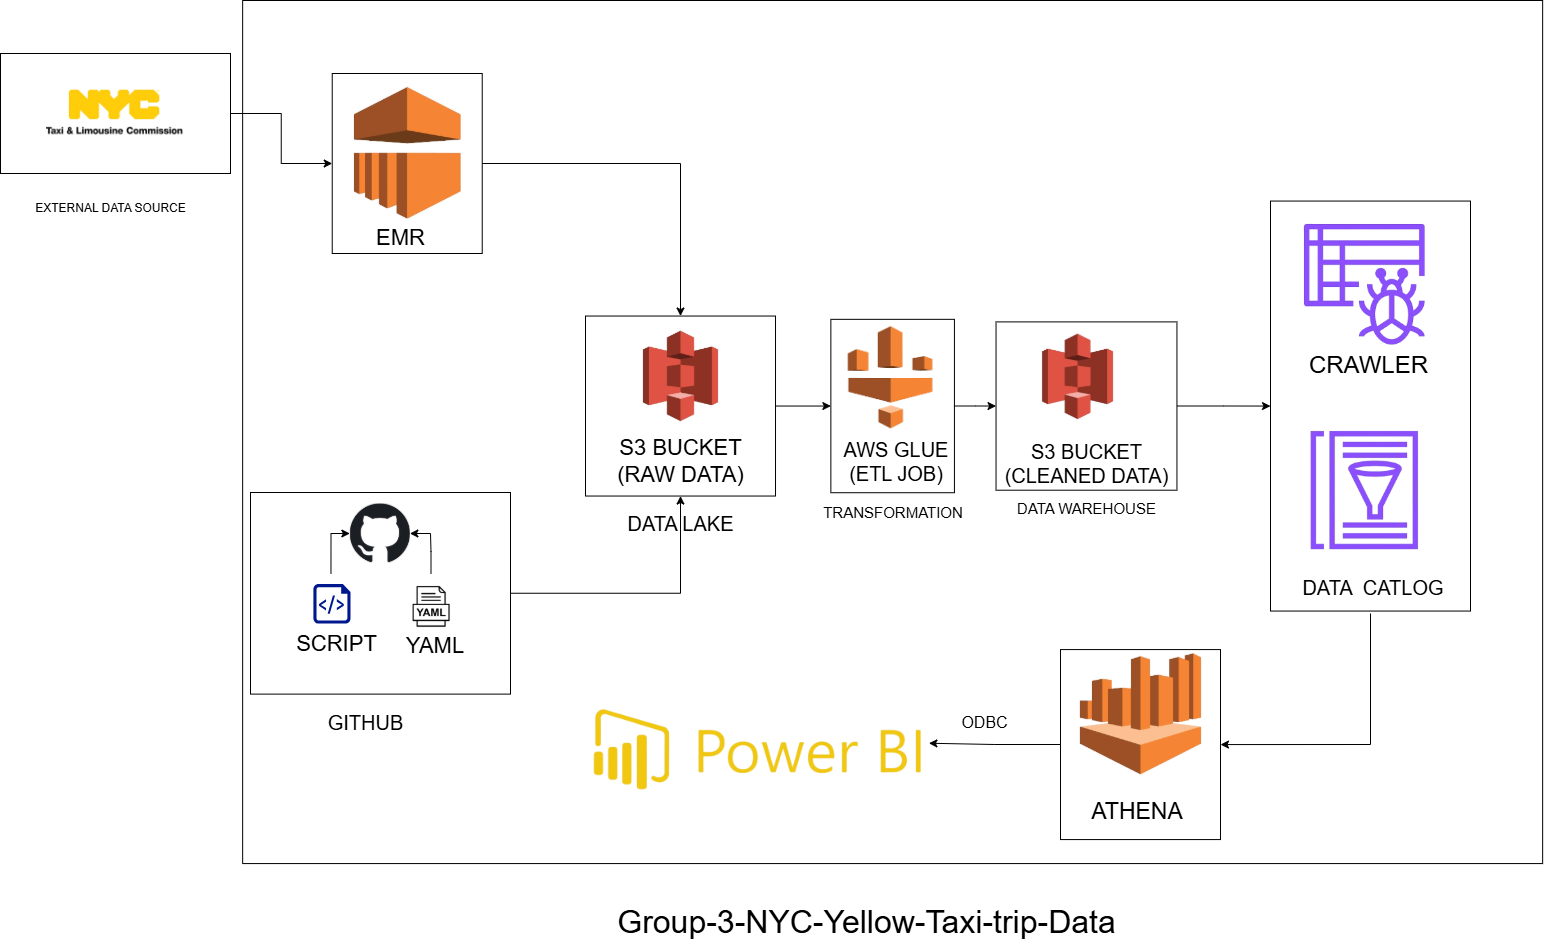 NYC
Taxi & Limousine Commission
EXTERNAL DATA SOURCE
EMR
S3 BUCKET
(RAW DATA)
DATA LAKE
AWS GLUE
(ETL JOB)
TRANSFORMATION
S3 BUCKET
(CLEANED DATA)
DATA WAREHOUSE
CRAWLER
DATA CATLOG
</>
SCRIPT
YAML
YAML
GITHUB
Power BI
ODBC
ATHENA
Group-3-NYC-Yellow-Taxi-trip-Data